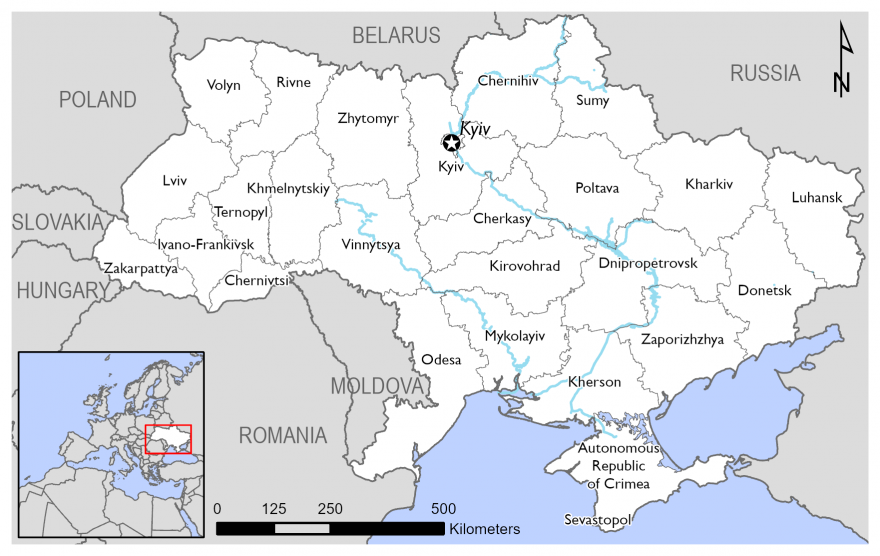 BELARUS
RUSSIA
N
POLAND
Volyn
Rivne
Chernihiv
Sumy
Zhytomyr
Kyiv
Kyiv
Lviv
Khmelnytskiy
Ternopyl
Poltava
Kharkiv
Luhansk
SLOVAKIA
Cherkasy
Ivano-Frankivsk
Vinnytsya
Zakarpattya
Chernivtsi
Kirovohrad
Dnipropetrovsk
HUNGARY
Donetsk
Mykolayiv
Zaporizhzhya
Odesa
MOLDOVA
Kherson
ROMANIA
Autonomous
Republic
of Crimea
Sevastopol
0 125 250 500
Kilometers